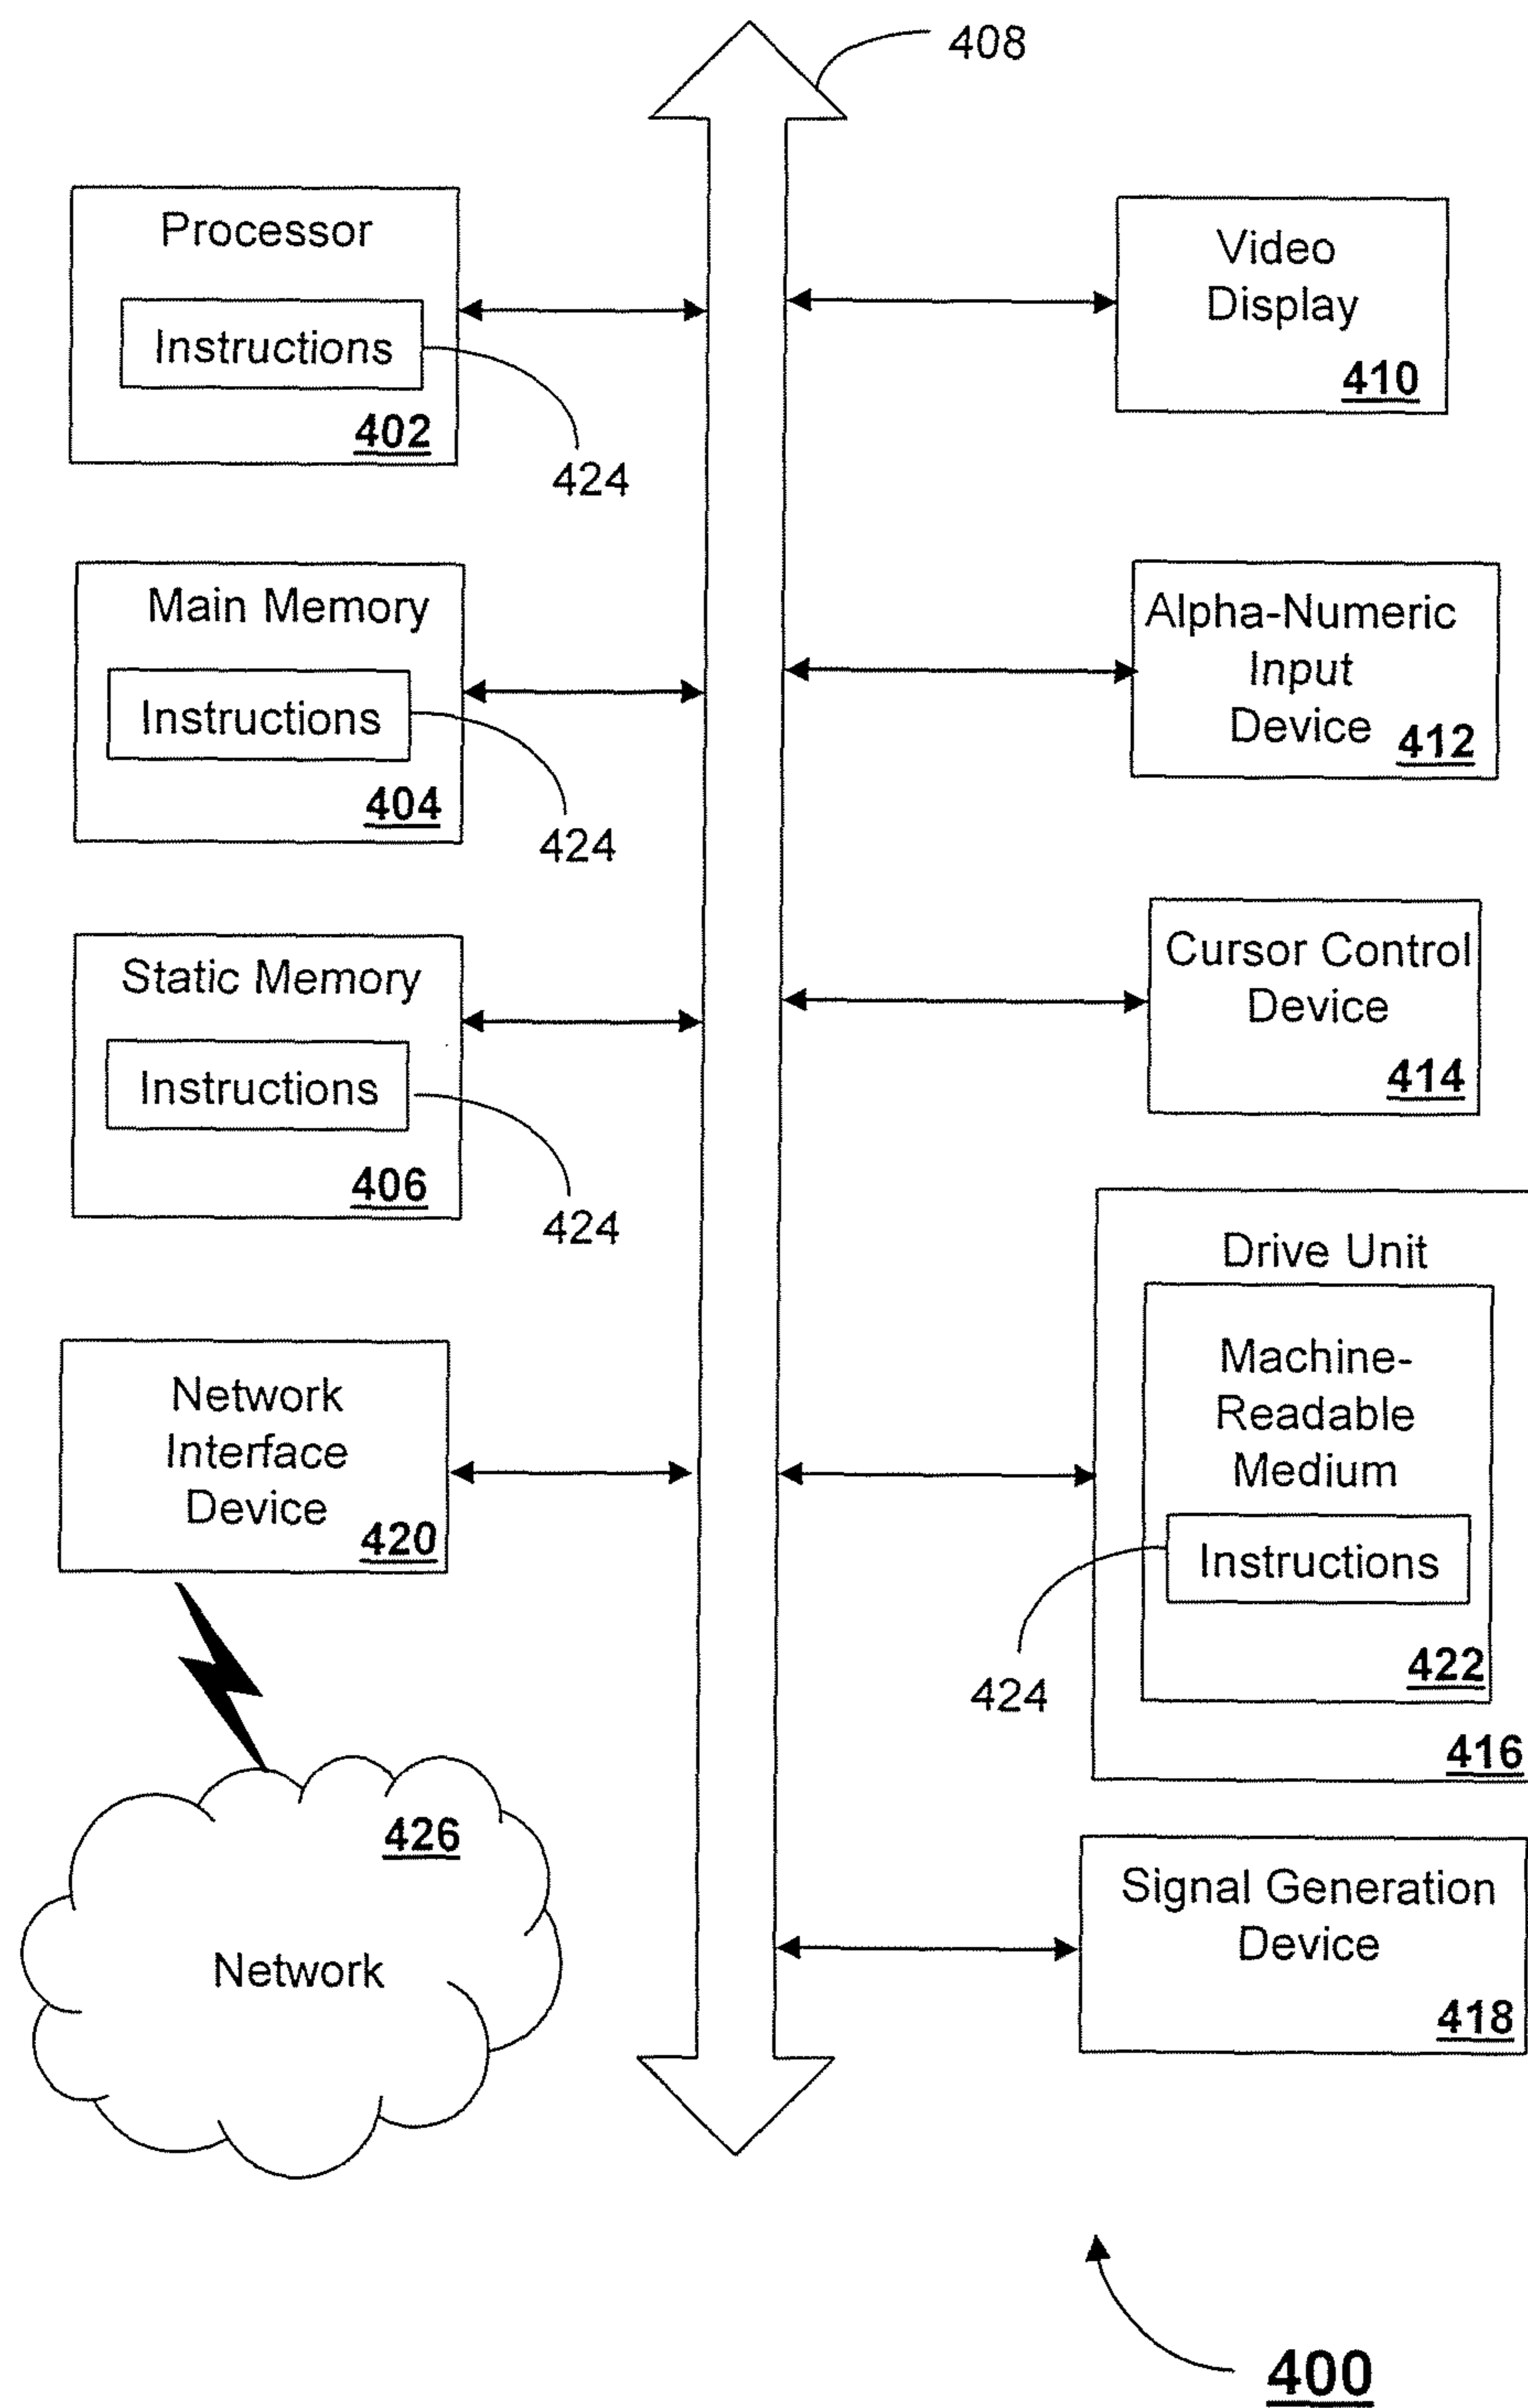 408
Processor
Instructions
402
424
Video
Display
410
Main Memory
Instructions
404
424
Alpha-Numeric
Input
Device
412
Static Memory
Instructions
406
424
Cursor Control
Device
414
Network
Interface
Device
420
Drive Unit
Machine-
Readable
Medium
Instructions
424
422
416
426
Network
Signal Generation
Device
418
400